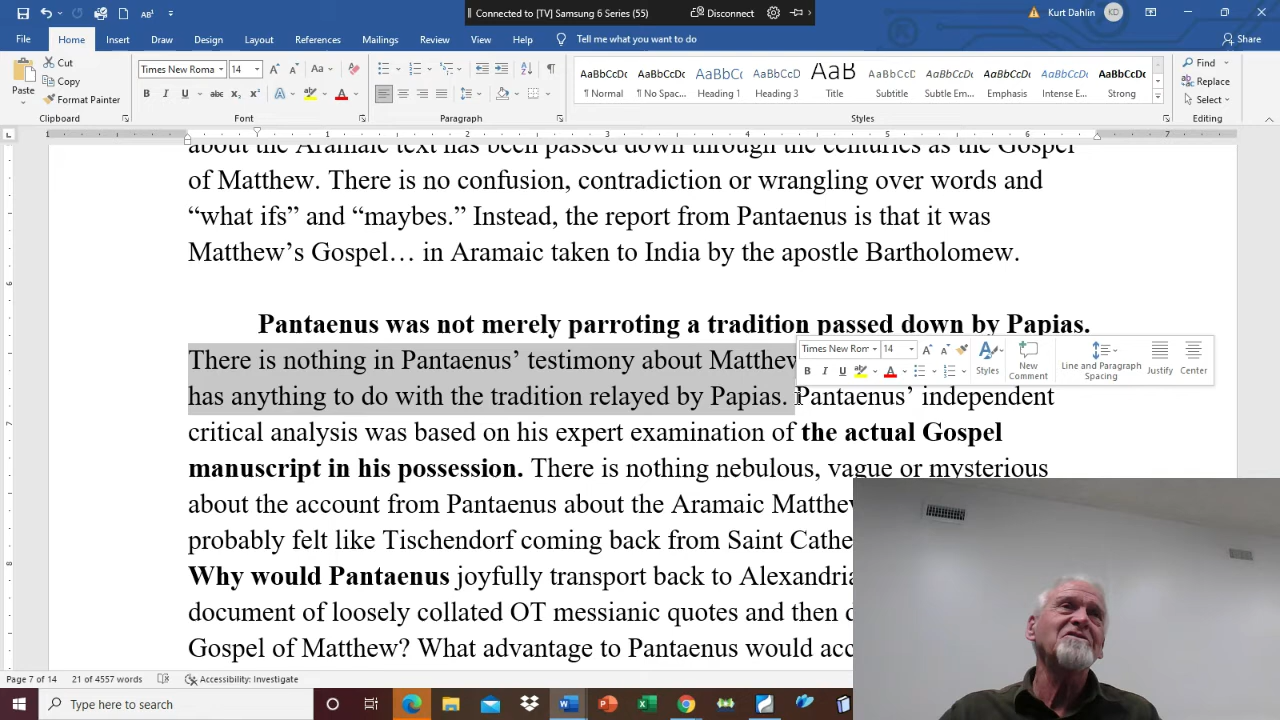 Connected to [TV] Samsung 6 Series (55) Disconnect
Kurt Dahlin KD
File Home Insert Draw Design Layout References Mailings Review View Help Tell me what you want to do Share
Paste Cut
Copy
Format Painter
Times New Roma 14
AaBbCcDc AaBbCcDc AaBbC AaBbCcD AaB AaBbCcD AaBbCcDc AaBbCcDc AaBbCcDc AaBbCcDc
¶ Normal ¶ No Spac... Heading 1 Heading 3 Title Subtitle Subtle Em... Emphasis Intense E... Strong
Find
Replace
Select
Clipboard Font Paragraph Styles Editing
1 1 2 3 4 5 6 7
about the Aramaic text has been passed down through the centuries as the Gospel
of Matthew. There is no confusion, contradiction or wrangling over words and
“what ifs” and “maybes.” Instead, the report from Pantaenus is that it was
Matthew’s Gospel… in Aramaic taken to India by the apostle Bartholomew.
Pantaenus was not merely parroting a tradition passed down by Papias.
There is nothing in Pantaenus’ testimony about Matthew
has anything to do with the tradition relayed by Papias. Pantaenus’ independent
critical analysis was based on his expert examination of the actual Gospel
manuscript in his possession. There is nothing nebulous, vague or mysterious
about the account from Pantaenus about the Aramaic Matthew
probably felt like Tischendorf coming back from Saint Cathe
Why would Pantaenus joyfully transport back to Alexandria
document of loosely collated OT messianic quotes and then
Gospel of Matthew? What advantage to Pantaenus would
Times New Rom 14
Styles New Comment Line and Paragraph Spacing Justify Center
Page 7 of 14 21 of 4557 words Accessibility: Investigate
Type here to search